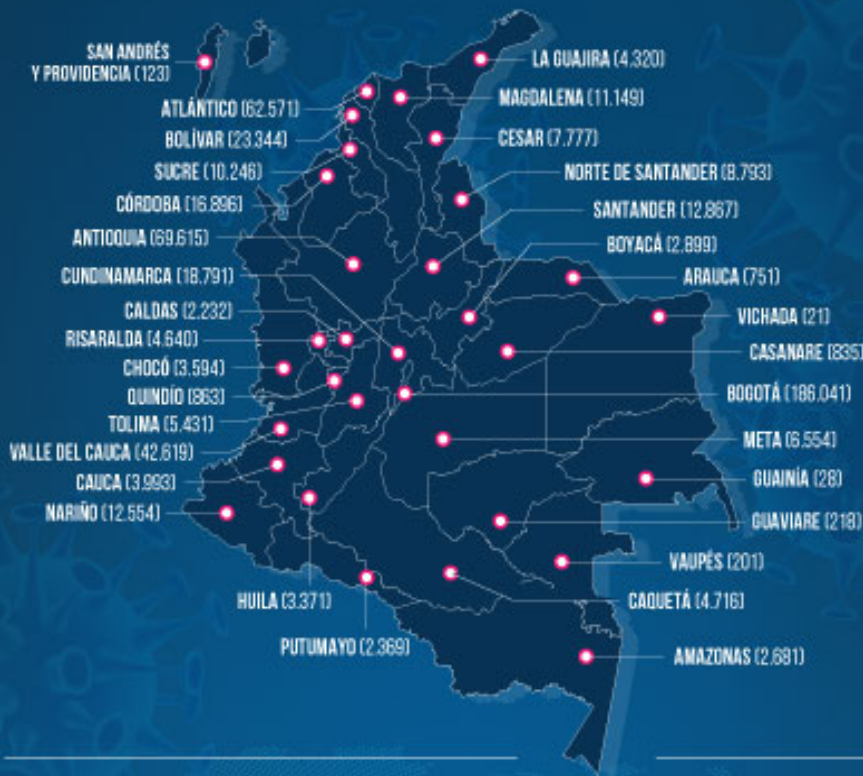 SAN ANDRÉS
Y PROVIDENCIA (123)
ATLÁNTICO (62.571)
BOLÍVAR (23.344)
SUCRE (10.246)
CÓRDOBA (16.896)
ANTIOQUIA (69.615)
CUNDINAMARCA (18.791)
CALDAS (2.232)
RISARALDA (4.640)
CHOCÓ (3.594)
QUINDÍO (863)
TOLIMA (5.431)
VALLE DEL CAUCA (42.619)
CAUCA (3.993)
NARIÑO (12.554)
HUILA (3.371)
PUTUMAYO (2.369)
LA GUAJIRA (4.320)
MAGDALENA (11.149)
CESAR (7.777)
NORTE DE SANTANDER (8.793)
SANTANDER (12.867)
BOYACÁ (2.899)
ARAUCA (751)
VICHADA (21)
CASANARE (835)
BOGOTÁ (186.041)
META (6.554)
GUAINÍA (28)
GUAVIARE (218)
VAUPÉS (201)
CAQUETÁ (4.716)
AMAZONAS (2.681)